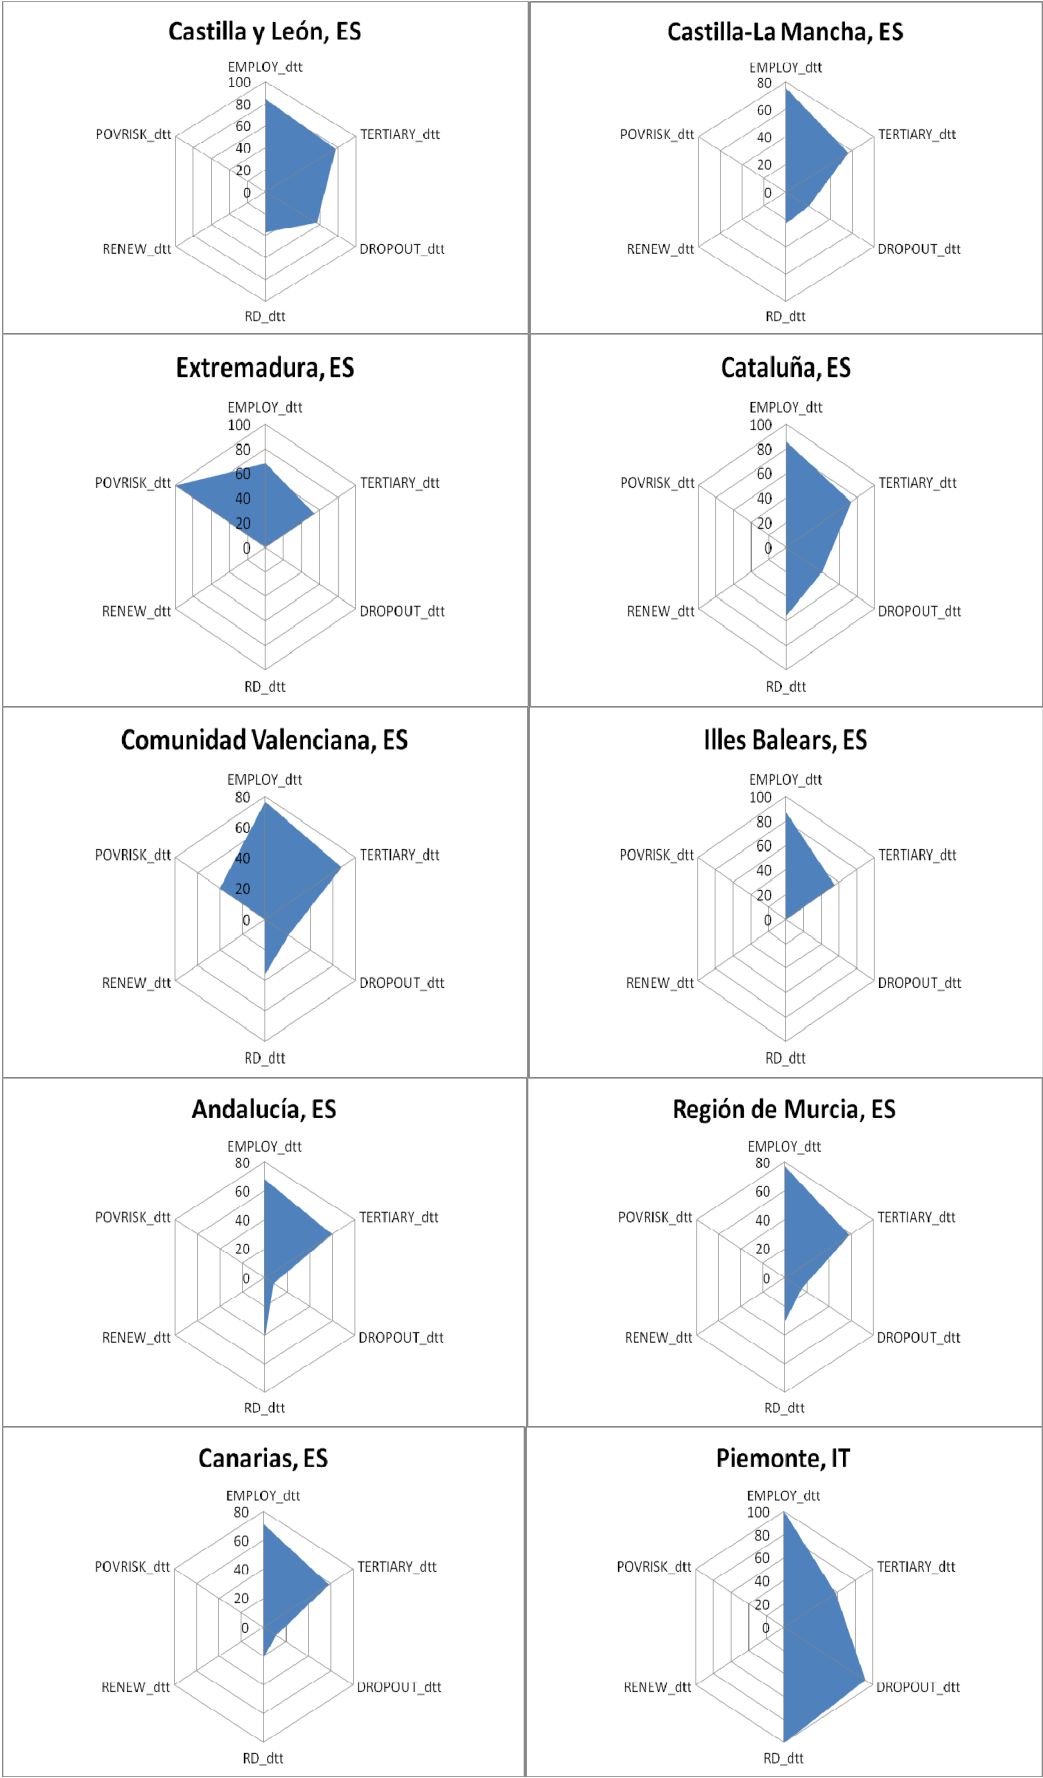 Castilla y León, ES
EMPLOY_dtt
100
80
60
40
20
0
POVRISK_dtt
TERTIARY_dtt
RENEW_dtt
DROPOUT_dtt
RD_dtt
Castilla-La Mancha, ES
EMPLOY_dtt
80
60
40
20
0
POVRISK_dtt
TERTIARY_dtt
RENEW_dtt
DROPOUT_dtt
RD_dtt
Extremadura, ES
EMPLOY_dtt
100
80
60
40
20
0
POVRISK_dtt
TERTIARY_dtt
RENEW_dtt
DROPOUT_dtt
RD_dtt
Cataluña, ES
EMPLOY_dtt
100
80
60
40
20
0
POVRISK_dtt
TERTIARY_dtt
RENEW_dtt
DROPOUT_dtt
RD_dtt
Comunidad Valenciana, ES
EMPLOY_dtt
80
60
40
20
0
POVRISK_dtt
TERTIARY_dtt
RENEW_dtt
DROPOUT_dtt
RD_dtt
Illes Balears, ES
EMPLOY_dtt
100
80
60
40
20
0
POVRISK_dtt
TERTIARY_dtt
RENEW_dtt
DROPOUT_dtt
RD_dtt
Andalucía, ES
EMPLOY_dtt
80
60
40
20
0
POVRISK_dtt
TERTIARY_dtt
RENEW_dtt
DROPOUT_dtt
RD_dtt
Región de Murcia, ES
EMPLOY_dtt
80
60
40
20
0
POVRISK_dtt
TERTIARY_dtt
RENEW_dtt
DROPOUT_dtt
RD_dtt
Canarias, ES
EMPLOY_dtt
80
60
40
20
0
POVRISK_dtt
TERTIARY_dtt
RENEW_dtt
DROPOUT_dtt
RD_dtt
Piemonte, IT
EMPLOY_dtt
100
80
60
40
20
0
POVRISK_dtt
TERTIARY_dtt
RENEW_dtt
DROPOUT_dtt
RD_dtt